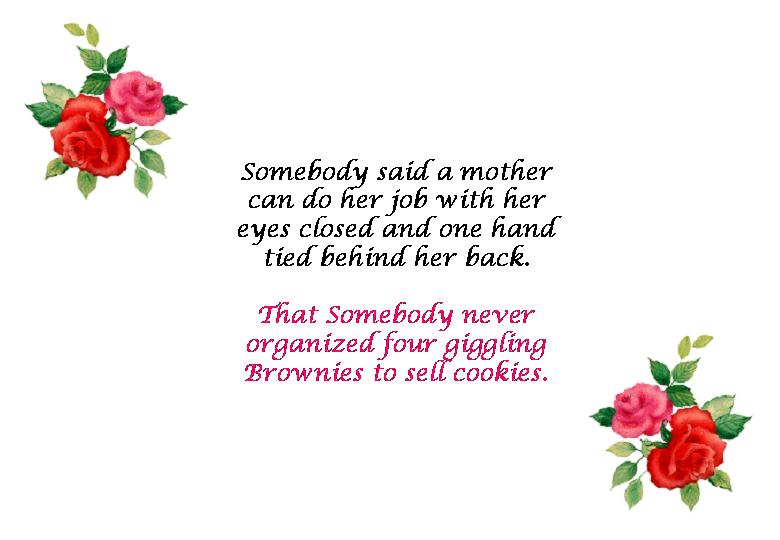 Somebody said a mother
can do her job with her
eyes closed and one hand
tied behind her back.
That Somebody never
organized four giggling
Brownies to sell cookies.